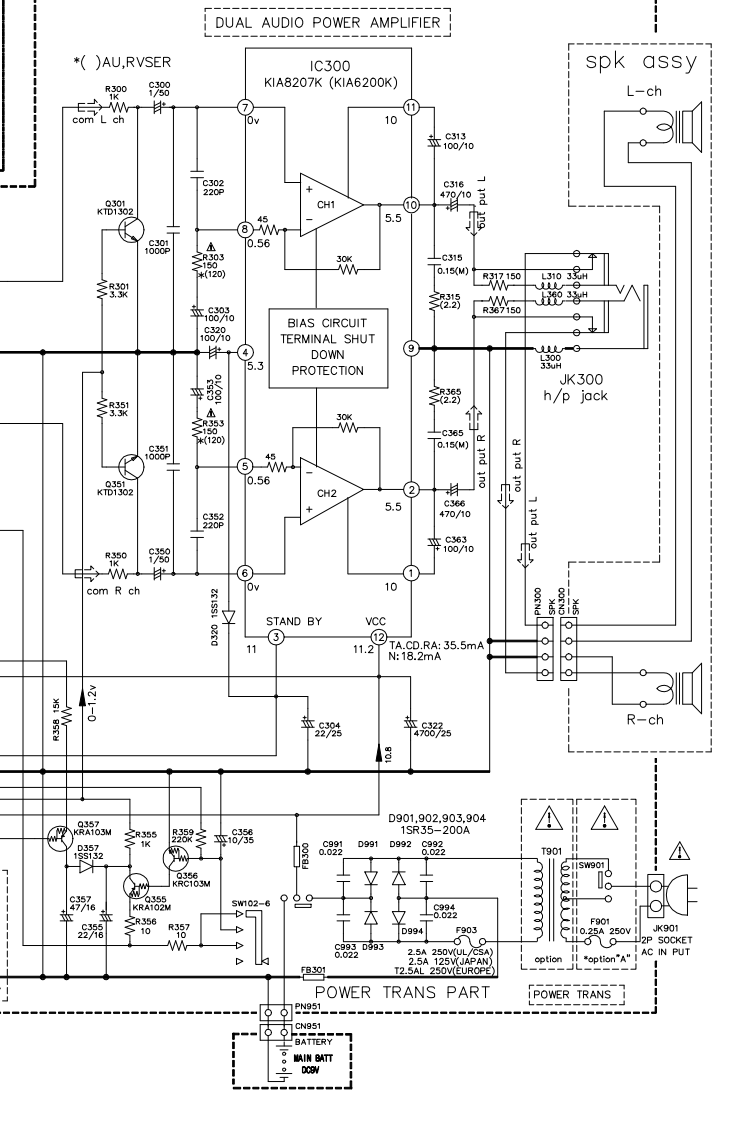 DUAL AUDIO POWER AMPLIFIER
*( )AU,RVSER
IC300
KIA8207K (KIA6200K)
spk assy
L-ch
R300
1K
C300
1/50
com L ch
7
0v
11
10
C313
100/10
C302
220P
Q301
KTD1302
C301
1000P
8
0.56
45
+
−
CH1
30K
10
5.5
C316
470/10
out put L
C315
0.15(M)
R315
(2.2)
R303
150
*(120)
R301
3.3K
C303
100/10
C320
100/10
4
5.3
BIAS CIRCUIT
TERMINAL SHUT
DOWN
PROTECTION
9
R317 150
L310 33uH
R367 150
L360 33uH
L300
33uH
JK300
h/p jack
R351
3.3K
C353
100/10
R353
150
*(120)
C351
1000P
Q351
KTD1302
5
0.56
45
30K
−
+
CH2
R365
(2.2)
C365
0.15(M)
2
5.5
C366
470/10
out put R
out put R
out put L
C352
220P
C363
100/10
R350
1K
C350
1/50
com R ch
6
0v
1
10
D320 1SS132
STAND BY
VCC
3
11
12
11.2
TA.CD.RA: 35.5mA
N: 18.2mA
PN300
SPK
CN300
SPK
R-ch
R358 15K
0-1.2v
C304
22/25
C322
4700/25
10.8
Q357
KRA103M
D357
1SS132
R355
1K
R359
220K
C356
10/35
Q356
KRC103M
Q355
KRA102M
C357
47/16
C355
22/16
R356
10
R357
10
SW102-6
FB300
D901,902,903,904
1SR35-200A
C991
0.022
D991
D992
C992
0.022
C994
0.022
C993
0.022
D993
D994
F903
2.5A 250V(UL/CSA)
2.5A 125V(JAPAN)
T2.5AL 250V(EUROPE)
T901
option
SW901
F901
0.25A 250V
*option"A"
JK901
2P SOCKET
AC IN PUT
FB301
POWER TRANS PART
POWER TRANS
PN951
CN951
BATTERY
MAIN BATT
DC9V